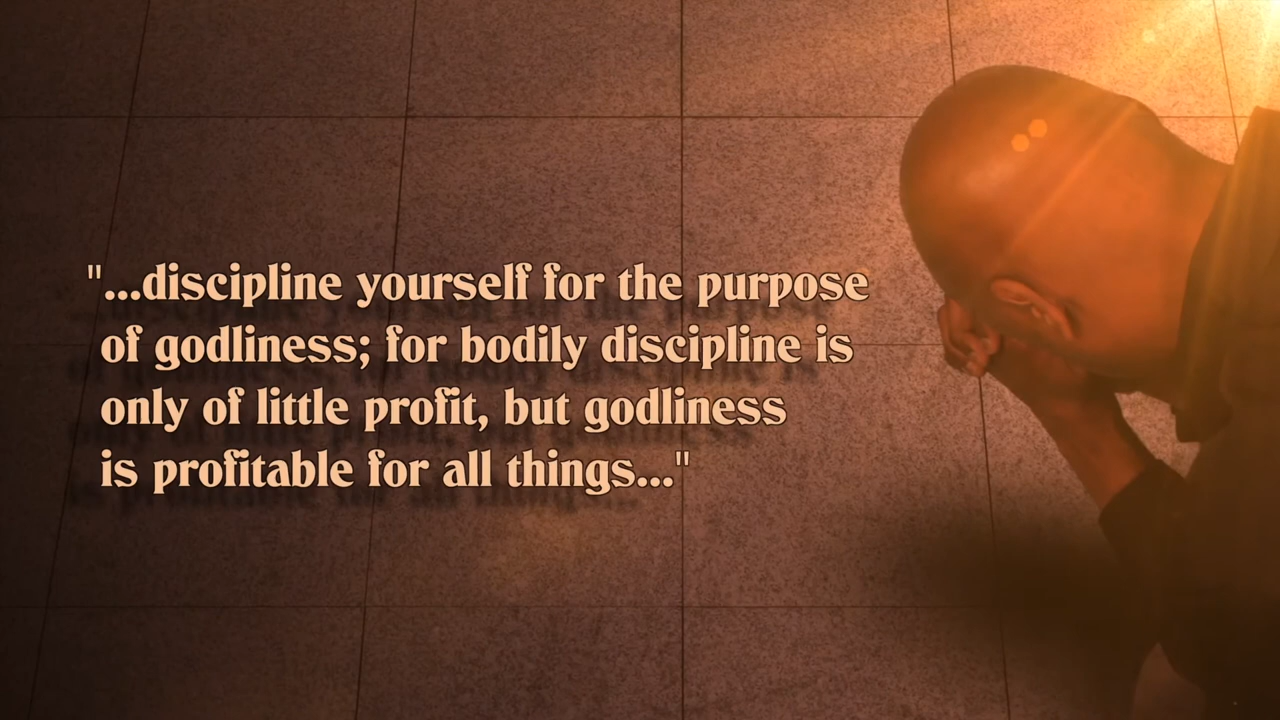 "...discipline yourself for the purpose
of godliness; for bodily discipline is
only of little profit, but godliness
is profitable for all things..."